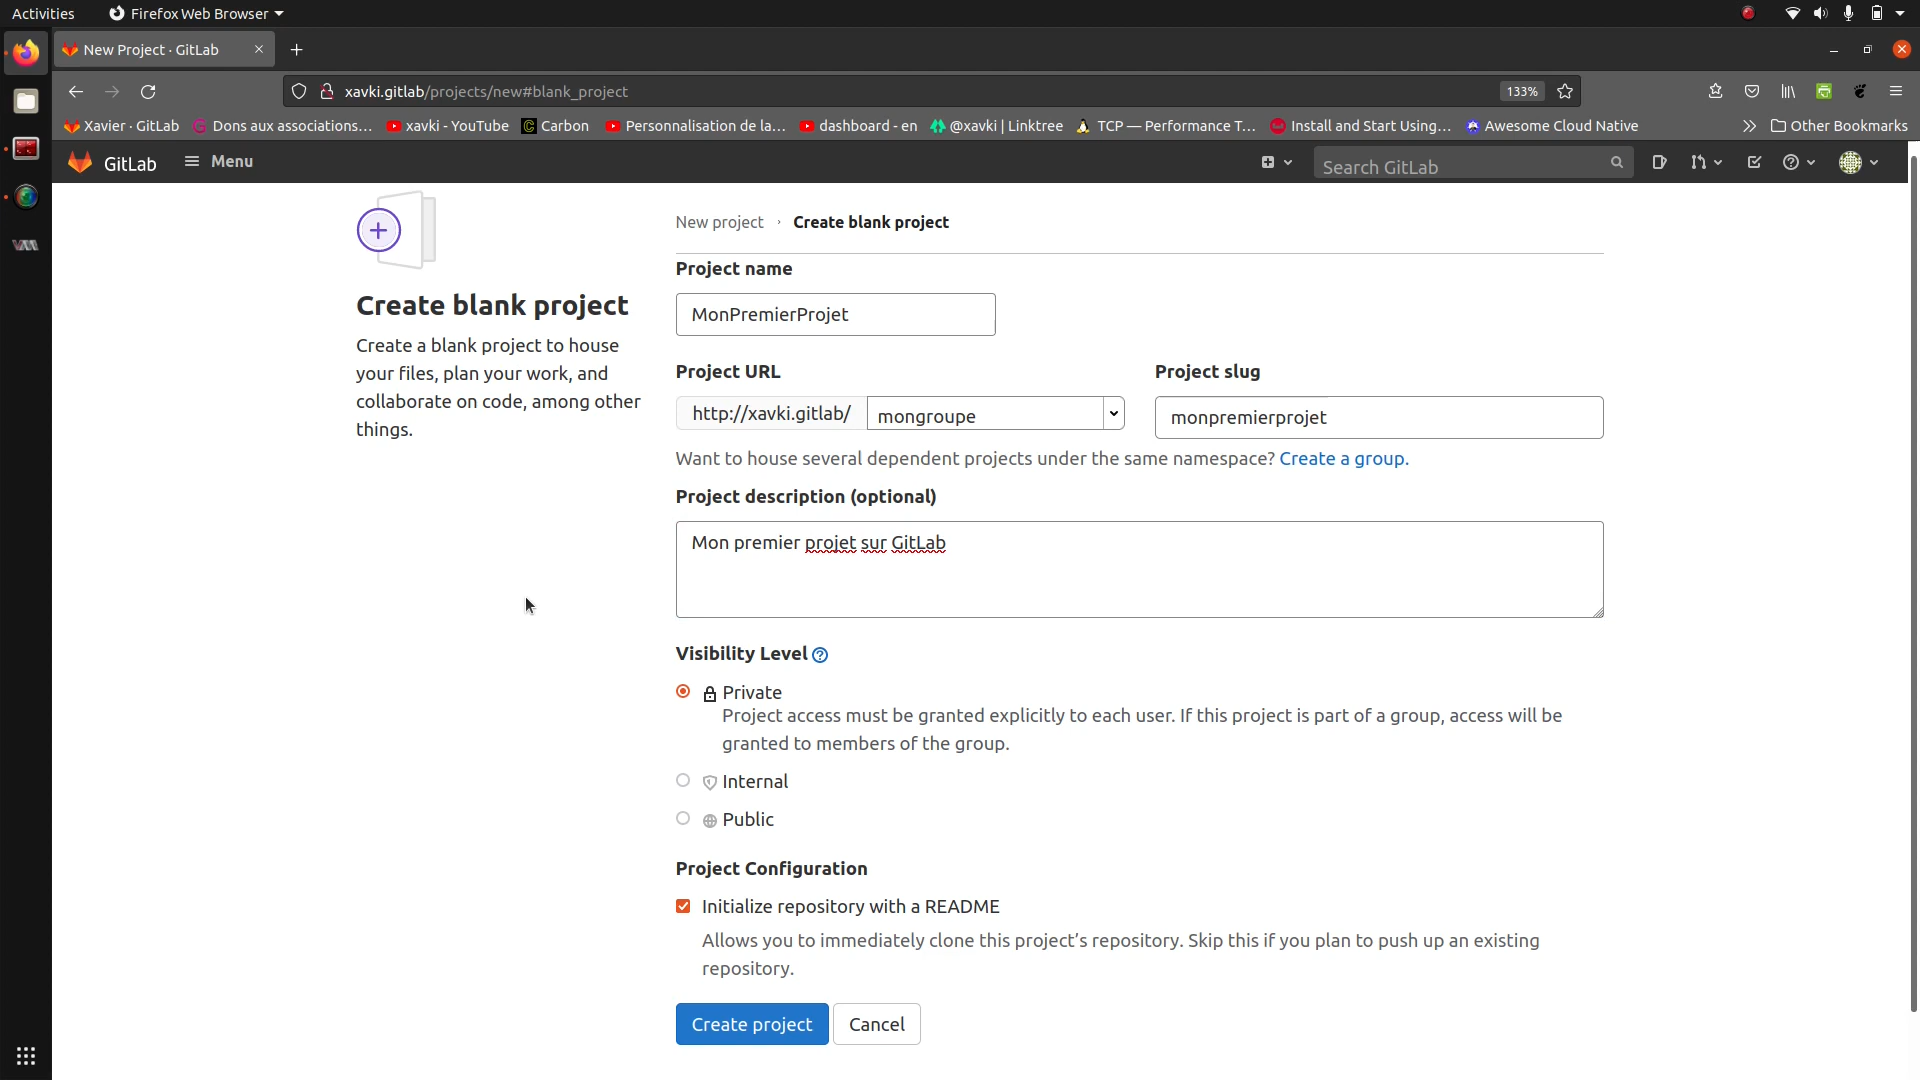 Activities Firefox Web Browser
New Project · GitLab
xavki.gitlab/projects/new#blank_project 133%
Xavier · GitLab Dons aux associations... xavki - YouTube Carbon Personnalisation de la... dashboard - en @xavki | Linktree TCP — Performance T... Install and Start Using... Awesome Cloud Native Other Bookmarks
GitLab Menu Search GitLab
New project › Create blank project
Create blank project
Create a blank project to house
your files, plan your work, and
collaborate on code, among other
things.
Project name
MonPremierProjet
Project URL Project slug
http://xavki.gitlab/ mongroupe monpremierprojet
Want to house several dependent projects under the same namespace? Create a group.
Project description (optional)
Mon premier projet sur GitLab
Visibility Level
Private
Project access must be granted explicitly to each user. If this project is part of a group, access will be
granted to members of the group.
Internal
Public
Project Configuration
Initialize repository with a README
Allows you to immediately clone this project’s repository. Skip this if you plan to push up an existing
repository.
Create project Cancel